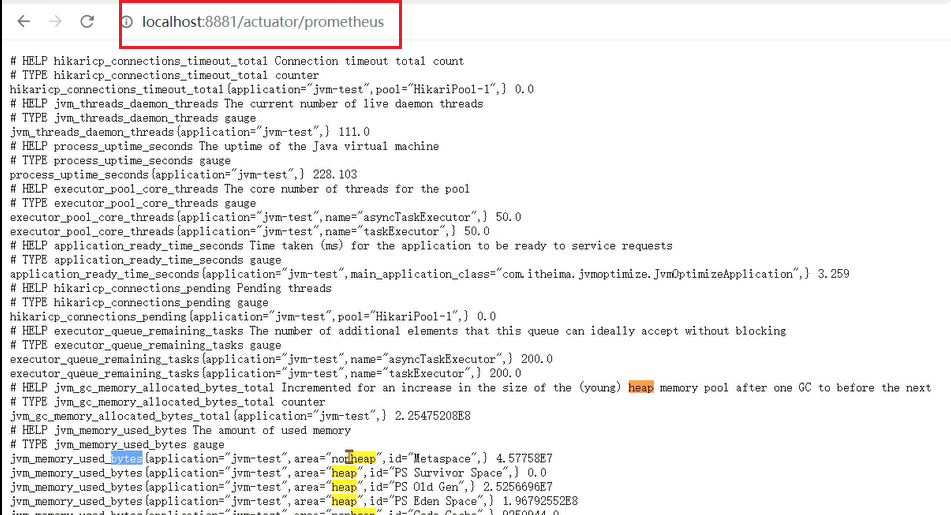 localhost:8881/actuator/prometheus
# HELP hikaricp_connections_timeout_total Connection timeout total count
# TYPE hikaricp_connections_timeout_total counter
hikaricp_connections_timeout_total{application="jvm-test",pool="HikariPool-1",} 0.0
# HELP jvm_threads_daemon_threads The current number of live daemon threads
# TYPE jvm_threads_daemon_threads gauge
jvm_threads_daemon_threads{application="jvm-test",} 111.0
# HELP process_uptime_seconds The uptime of the Java virtual machine
# TYPE process_uptime_seconds gauge
process_uptime_seconds{application="jvm-test",} 228.103
# HELP executor_pool_core_threads The core number of threads for the pool
# TYPE executor_pool_core_threads gauge
executor_pool_core_threads{application="jvm-test",name="asyncTaskExecutor",} 50.0
executor_pool_core_threads{application="jvm-test",name="taskExecutor",} 50.0
# HELP application_ready_time_seconds Time taken (ms) for the application to be ready to service requests
# TYPE application_ready_time_seconds gauge
application_ready_time_seconds{application="jvm-test",main_application_class="com.itheima.jvmoptimize.JvmOptimizeApplication",} 3.259
# HELP hikaricp_connections_pending Pending threads
# TYPE hikaricp_connections_pending gauge
hikaricp_connections_pending{application="jvm-test",pool="HikariPool-1",} 0.0
# HELP executor_queue_remaining_tasks The number of additional elements that this queue can ideally accept without blocking
# TYPE executor_queue_remaining_tasks gauge
executor_queue_remaining_tasks{application="jvm-test",name="asyncTaskExecutor",} 200.0
executor_queue_remaining_tasks{application="jvm-test",name="taskExecutor",} 200.0
# HELP jvm_gc_memory_allocated_bytes_total Incremented for an increase in the size of the (young) heap memory pool after one GC to before the next
# TYPE jvm_gc_memory_allocated_bytes_total counter
jvm_gc_memory_allocated_bytes_total{application="jvm-test",} 2.25475208E8
# HELP jvm_memory_used_bytes The amount of used memory
# TYPE jvm_memory_used_bytes gauge
jvm_memory_used_bytes{application="jvm-test",area="nonheap",id="Metaspace",} 4.57758E7
jvm_memory_used_bytes{application="jvm-test",area="heap",id="PS Survivor Space",} 0.0
jvm_memory_used_bytes{application="jvm-test",area="heap",id="PS Old Gen",} 2.5256696E7
jvm_memory_used_bytes{application="jvm-test",area="heap",id="PS Eden Space",} 1.96792552E8
jvm_memory_used_bytes{application="jvm-test",area="nonheap",id="Code Cache",}